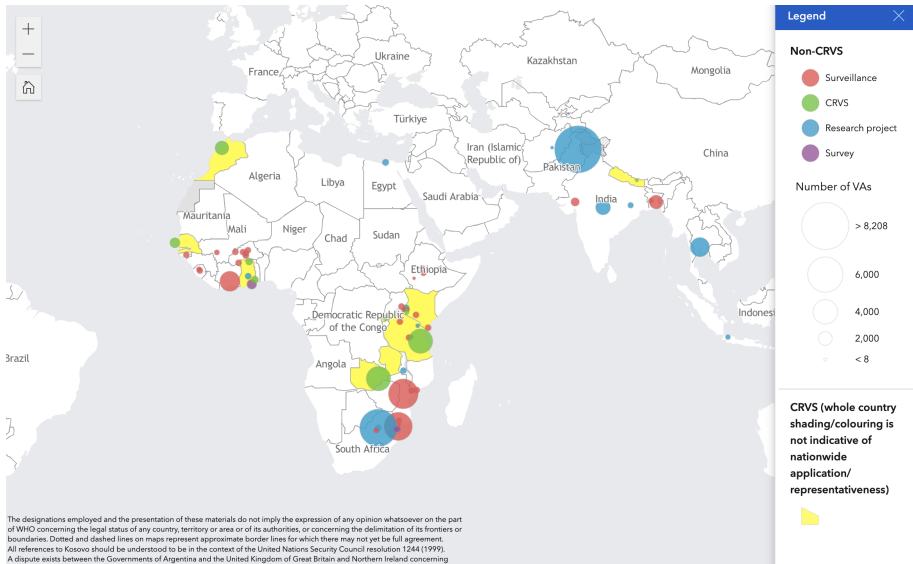 +
−
Ukraine
France
Kazakhstan
Mongolia
Türkiye
Iran (Islamic
Republic of)
China
Pakistan
Algeria
Libya
Egypt
Saudi Arabia
India
Mauritania
Mali
Niger
Chad
Sudan
Ethiopia
Democratic Republic
of the Congo
Indones
Brazil
Angola
South Africa
The designations employed and the presentation of these materials do not imply the expression of any opinion whatsoever on the part
of WHO concerning the legal status of any country, territory or area or of its authorities, or concerning the delimitation of its frontiers or
boundaries. Dotted and dashed lines on maps represent approximate border lines for which there may not yet be full agreement.
All references to Kosovo should be understood to be in the context of the United Nations Security Council resolution 1244 (1999).
A dispute exists between the Governments of Argentina and the United Kingdom of Great Britain and Northern Ireland concerning
Legend
Non-CRVS
Surveillance
CRVS
Research project
Survey
Number of VAs
> 8,208
6,000
4,000
2,000
< 8
CRVS (whole country
shading/colouring is
not indicative of
nationwide
application/
representativeness)